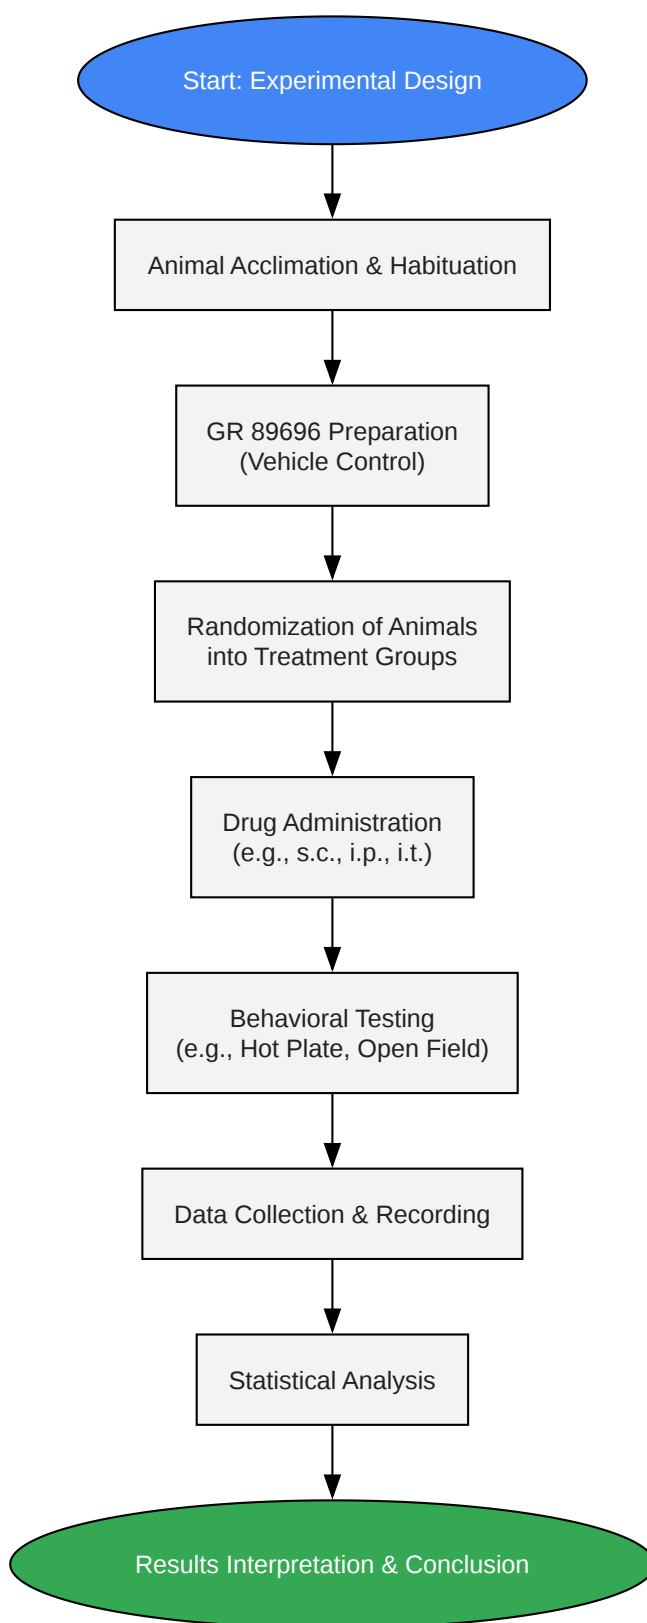 Start: Experimental Design
Animal Acclimation & Habituation
GR 89696 Preparation
(Vehicle Control)
Randomization of Animals
into Treatment Groups
Drug Administration
(e.g., s.c., i.p., i.t.)
Behavioral Testing
(e.g., Hot Plate, Open Field)
Data Collection & Recording
Statistical Analysis
Results Interpretation & Conclusion